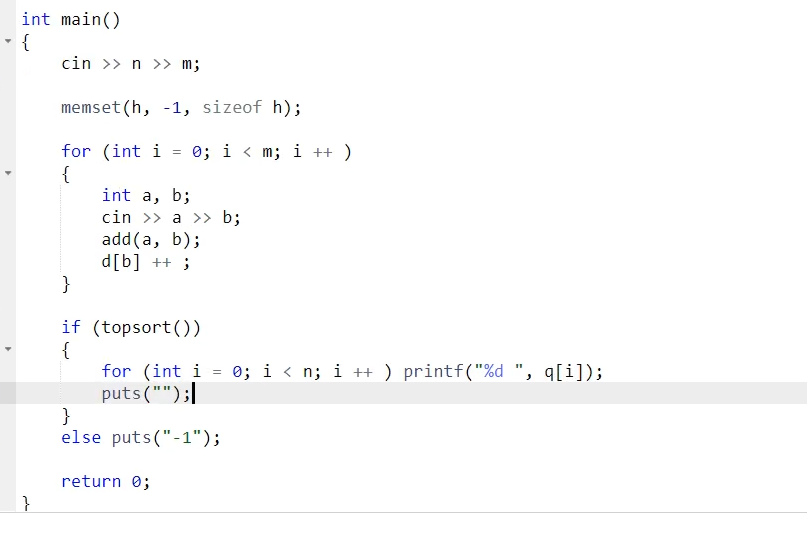 int main()
{
    cin >> n >> m;

    memset(h, -1, sizeof h);

    for (int i = 0; i < m; i ++ )
    {
        int a, b;
        cin >> a >> b;
        add(a, b);
        d[b] ++ ;
    }

    if (topsort())
    {
        for (int i = 0; i < n; i ++ ) printf("%d ", q[i]);
        puts("");
    }
    else puts("-1");

    return 0;
}